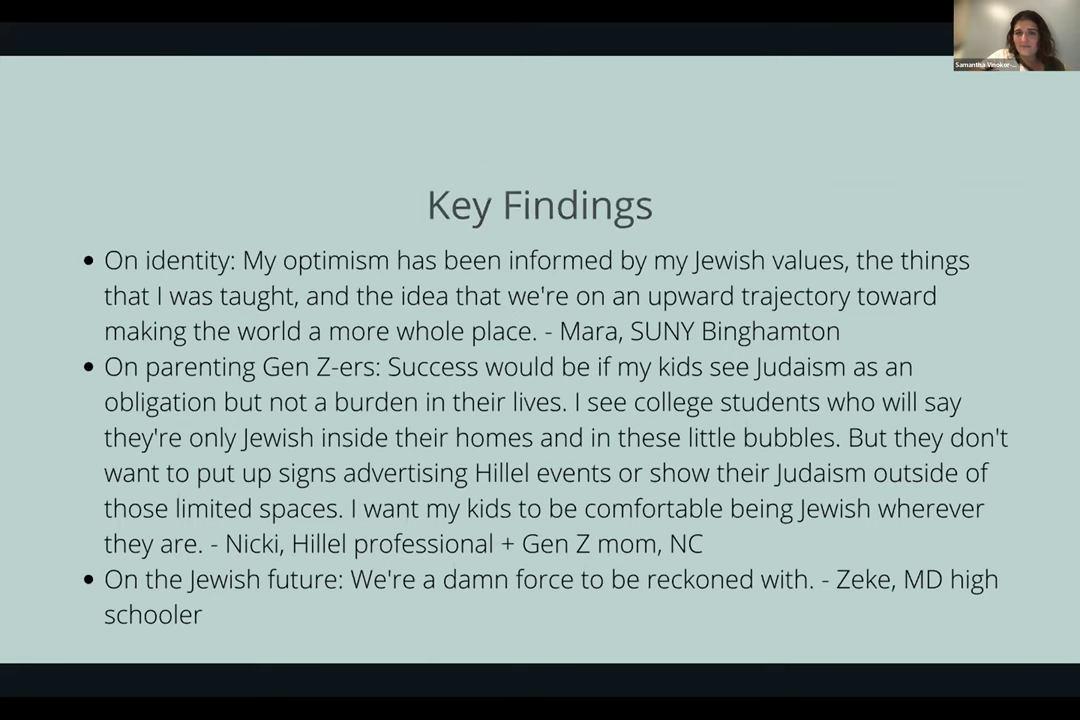 Samantha Vinokor-...
Key Findings
• On identity: My optimism has been informed by my Jewish values, the things
that I was taught, and the idea that we're on an upward trajectory toward
making the world a more whole place. - Mara, SUNY Binghamton
• On parenting Gen Z-ers: Success would be if my kids see Judaism as an
obligation but not a burden in their lives. I see college students who will say
they're only Jewish inside their homes and in these little bubbles. But they don't
want to put up signs advertising Hillel events or show their Judaism outside of
those limited spaces. I want my kids to be comfortable being Jewish wherever
they are. - Nicki, Hillel professional + Gen Z mom, NC
• On the Jewish future: We're a damn force to be reckoned with. - Zeke, MD high
schooler